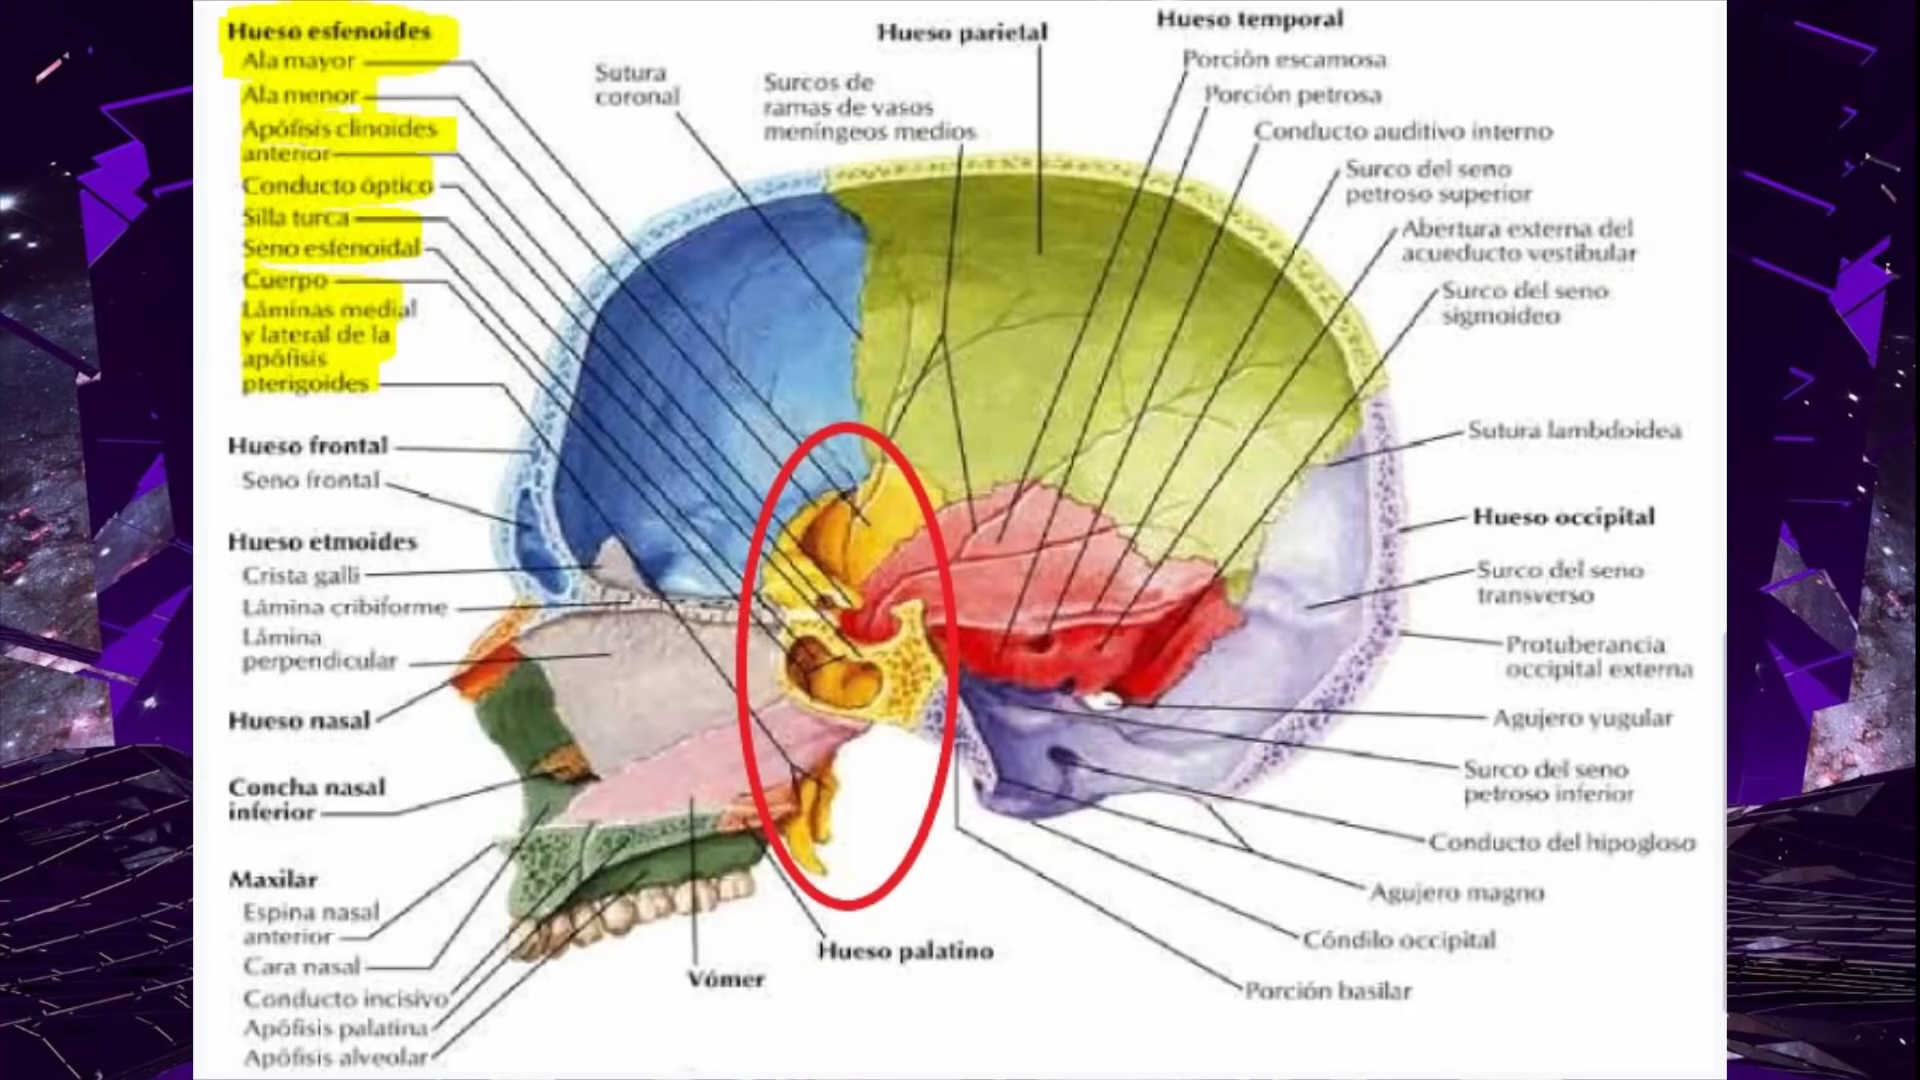 Hueso esfenoides
Ala mayor
Ala menor
Apófisis clinoides
anterior
Conducto óptico
Silla turca
Seno esfenoidal
Cuerpo
Láminas medial
y lateral de la
apófisis
pterigoides
Hueso frontal
Seno frontal
Hueso etmoides
Crista galli
Lámina cribiforme
Lámina
perpendicular
Hueso nasal
Concha nasal
inferior
Maxilar
Espina nasal
anterior
Cara nasal
Conducto incisivo
Apófisis palatina
Apófisis alveolar
Sutura
coronal
Surcos de
ramas de vasos
meníngeos medios
Hueso parietal
Hueso temporal
Porción escamosa
Porción petrosa
Conducto auditivo interno
Surco del seno
petroso superior
Abertura externa del
acueducto vestibular
Surco del seno
sigmoideo
Sutura lambdoidea
Hueso occipital
Surco del seno
transverso
Protuberancia
occipital externa
Agujero yugular
Surco del seno
petroso inferior
Conducto del hipogloso
Agujero magno
Cóndilo occipital
Porción basilar
Hueso palatino
Vómer